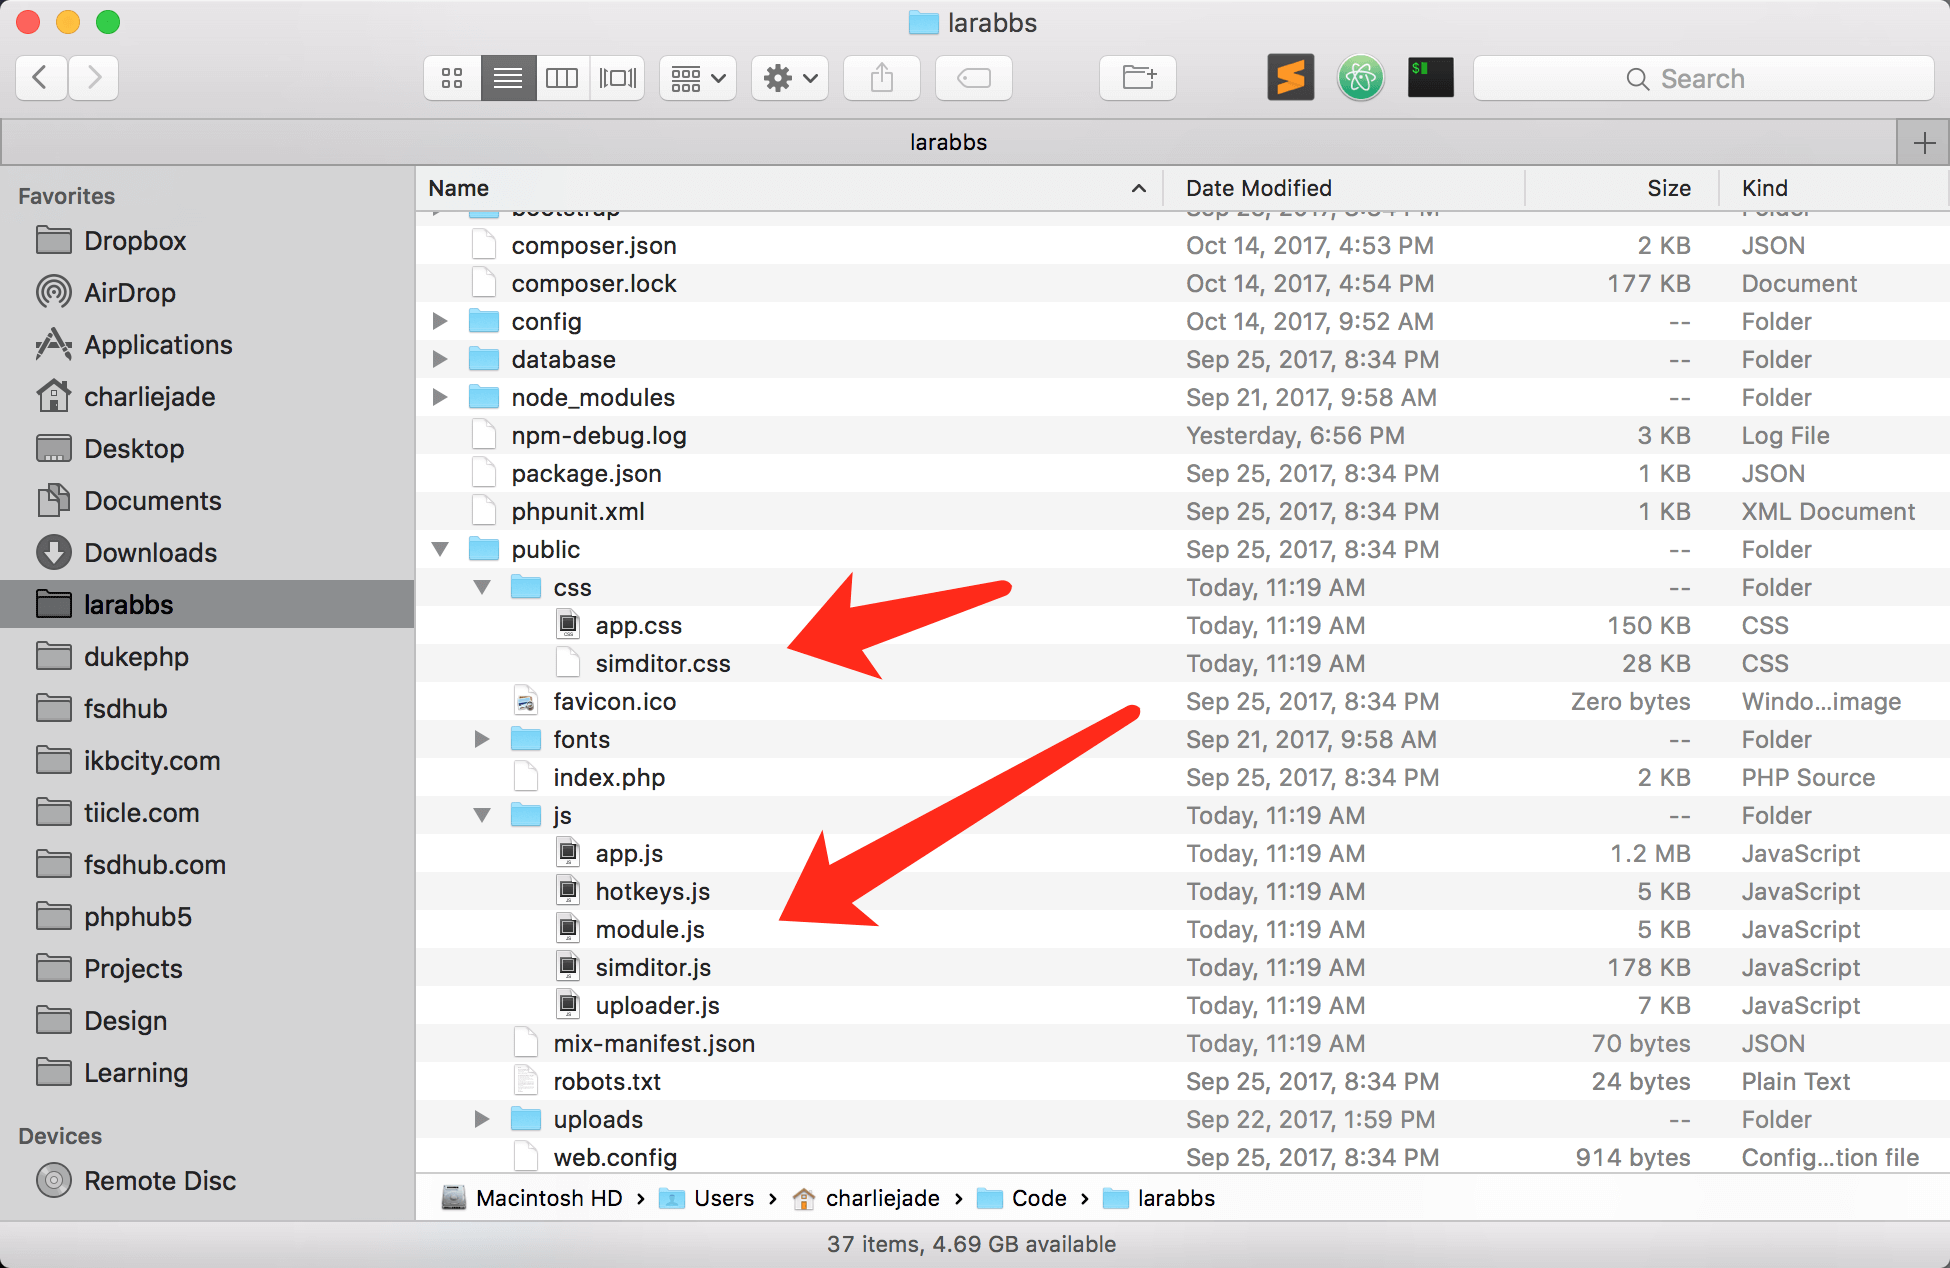 larabbs
$
Search
larabbs
Favorites
Dropbox
AirDrop
Applications
charliejade
Desktop
Documents
Downloads
larabbs
dukephp
fsdhub
ikbcity.com
tiicle.com
fsdhub.com
phphub5
Projects
Design
Learning
Devices
Remote Disc
Name Date Modified Size Kind
bootstrap Sep 25, 2017, 8:34 PM Folder
composer.json Oct 14, 2017, 4:53 PM 2 KB JSON
composer.lock Oct 14, 2017, 4:54 PM 177 KB Document
config Oct 14, 2017, 9:52 AM -- Folder
database Sep 25, 2017, 8:34 PM -- Folder
node_modules Sep 21, 2017, 9:58 AM -- Folder
npm-debug.log Yesterday, 6:56 PM 3 KB Log File
package.json Sep 25, 2017, 8:34 PM 1 KB JSON
phpunit.xml Sep 25, 2017, 8:34 PM 1 KB XML Document
public Sep 25, 2017, 8:34 PM -- Folder
css Today, 11:19 AM -- Folder
app.css Today, 11:19 AM 150 KB CSS
simditor.css Today, 11:19 AM 28 KB CSS
favicon.ico Sep 25, 2017, 8:34 PM Zero bytes Windo...image
fonts Sep 21, 2017, 9:58 AM -- Folder
index.php Sep 25, 2017, 8:34 PM 2 KB PHP Source
js Today, 11:19 AM -- Folder
app.js Today, 11:19 AM 1.2 MB JavaScript
hotkeys.js Today, 11:19 AM 5 KB JavaScript
module.js Today, 11:19 AM 5 KB JavaScript
simditor.js Today, 11:19 AM 178 KB JavaScript
uploader.js Today, 11:19 AM 7 KB JavaScript
mix-manifest.json Today, 11:19 AM 70 bytes JSON
robots.txt Sep 25, 2017, 8:34 PM 24 bytes Plain Text
uploads Sep 22, 2017, 1:59 PM -- Folder
web.config Sep 25, 2017, 8:34 PM 914 bytes Config...tion file
Macintosh HD › Users › charliejade › Code › larabbs
37 items, 4.69 GB available